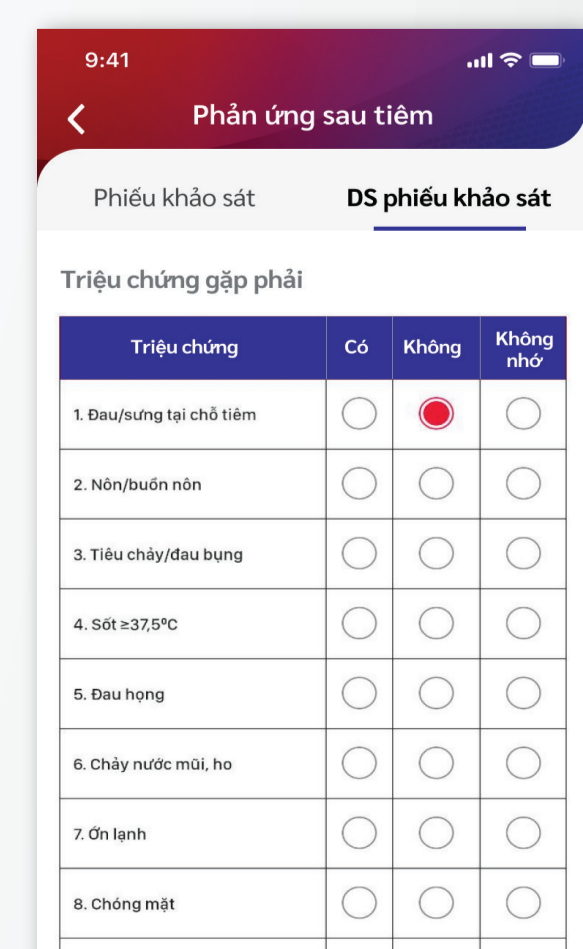 9:41
Phản ứng sau tiêm
Phiếu khảo sát DS phiếu khảo sát
Triệu chứng gặp phải
Triệu chứng Có Không Không nhớ
1. Đau/sưng tại chỗ tiêm
2. Nôn/buồn nôn
3. Tiêu chảy/đau bụng
4. Sốt ≥37,5ºC
5. Đau họng
6. Chảy nước mũi, ho
7. Ớn lạnh
8. Chóng mặt